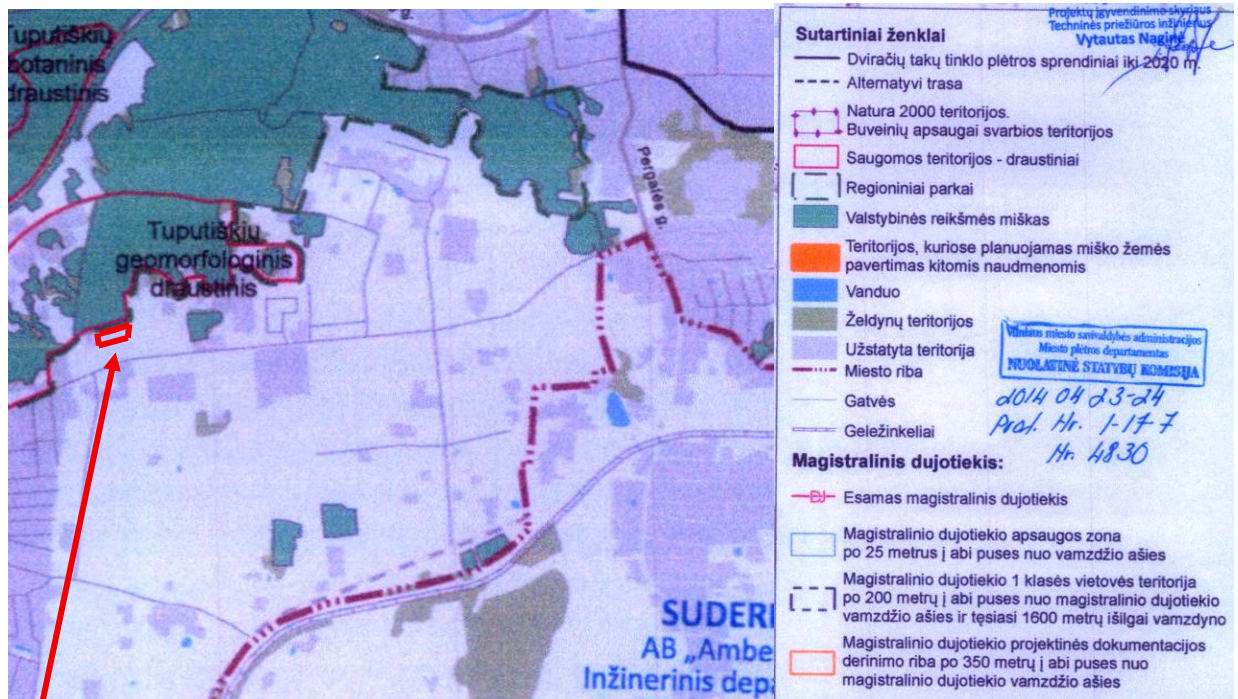 g.
Tuputiškių
botaninis
draustinis
Pergalės g.
Tuputiškių
geomorfologinis
draustinis
SUDERI
AB „Ambe
Inžinerinis depa
Projektų įgyvendinimo skyriaus
Techninės priežiūros inžinierius
Vytautas
Sutartiniai ženklai
Dviračių takų tinklo plėtros sprendiniai iki 2020 m.
Alternatyvi trasa
Natura 2000 teritorijos.
Buveinių apsaugai svarbios teritorijos
Saugomos teritorijos - draustiniai
Regioniniai parkai
Valstybinės reikšmės miškas
Teritorijos, kuriose planuojamas miško žemės
pavertimas kitomis naudmenomis
Vanduo
Želdynų teritorijos
Užstatyta teritorija
Miesto riba
Gatvės
Geležinkeliai
Vilniaus miesto savivaldybės administracijos
Miesto plėtros departamentas
NUOLATINĖ STATYBŲ KOMISIJA
2014 04 23-24
Prot. Nr. 1-17-7
Nr. 4830
Magistralinis dujotiekis:
Esamas magistralinis dujotiekis
Magistralinio dujotiekio apsaugos zona
po 25 metrus į abi puses nuo vamzdžio ašies
Magistralinio dujotiekio 1 klasės vietovės teritorija
po 200 metrų į abi puses nuo magistralinio dujotiekio
vamzdžio ašies ir tęsiasi 1600 metrų išilgai vamzdyno
Magistralinio dujotiekio projektinės dokumentacijos
derinimo riba po 350 metrų į abi puses nuo
magistralinio dujotiekio vamzdžio ašies